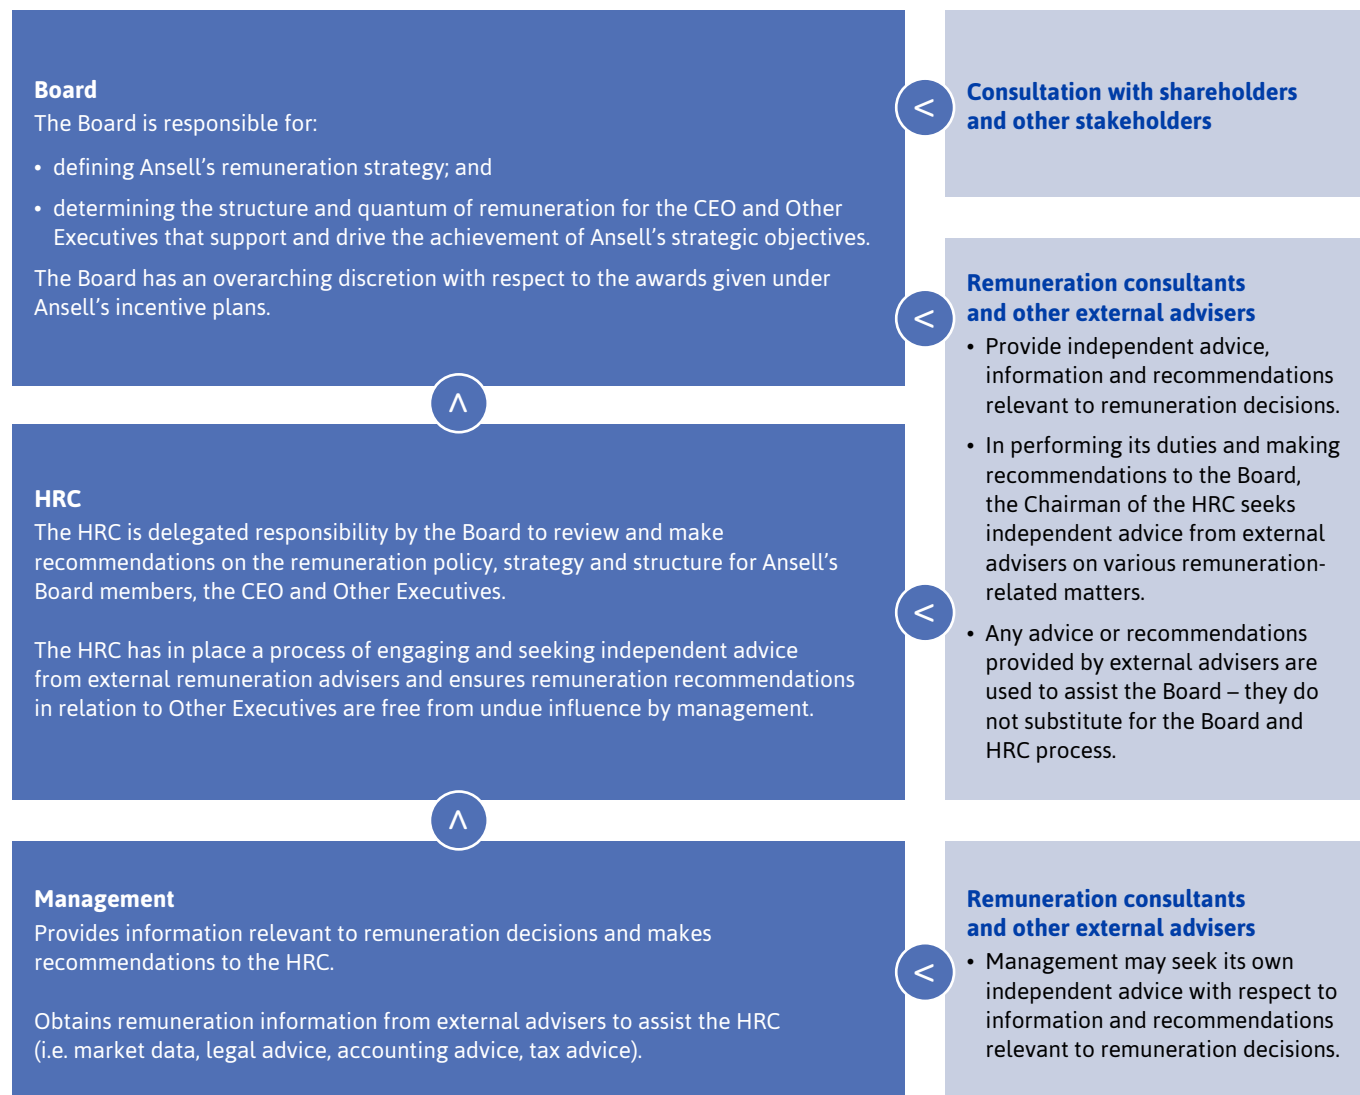 Board
The Board is responsible for:
• defining Ansell’s remuneration strategy; and
• determining the structure and quantum of remuneration for the CEO and Other
Executives that support and drive the achievement of Ansell’s strategic objectives.
The Board has an overarching discretion with respect to the awards given under
Ansell’s incentive plans.
<
Consultation with shareholders
and other stakeholders
<
Remuneration consultants
and other external advisers
• Provide independent advice,
information and recommendations
relevant to remuneration decisions.
• In performing its duties and making
recommendations to the Board,
the Chairman of the HRC seeks
independent advice from external
advisers on various remuneration-
related matters.
• Any advice or recommendations
provided by external advisers are
used to assist the Board – they do
not substitute for the Board and
HRC process.
<
HRC
The HRC is delegated responsibility by the Board to review and make
recommendations on the remuneration policy, strategy and structure for Ansell’s
Board members, the CEO and Other Executives.
The HRC has in place a process of engaging and seeking independent advice
from external remuneration advisers and ensures remuneration recommendations
in relation to Other Executives are free from undue influence by management.
<
<
Management
Provides information relevant to remuneration decisions and makes
recommendations to the HRC.
Obtains remuneration information from external advisers to assist the HRC
(i.e. market data, legal advice, accounting advice, tax advice).
<
Remuneration consultants
and other external advisers
• Management may seek its own
independent advice with respect to
information and recommendations
relevant to remuneration decisions.